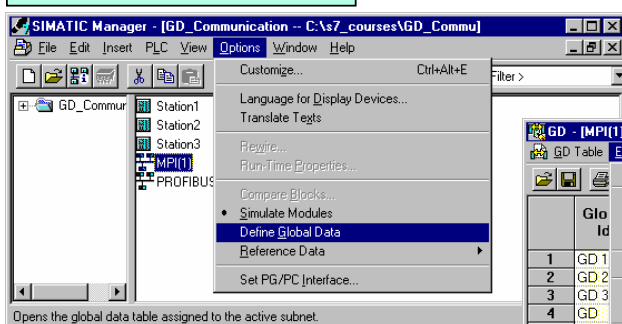 SIMATIC Manager - [GD_Communication -- C:\s7_courses\GD_Commu]
File Edit Insert PLC View Options Window Help
Customize... Ctrl+Alt+E
Filter >
Language for Display Devices...
Translate Texts
Rewire...
Run-Time Properties...
Compare Blocks...
Simulate Modules
Define Global Data
Reference Data
Set PG/PC Interface...
GD_Commur
Station1
Station2
Station3
MPI(1)
PROFIBUS
GD - [MPI(1)
GD Table E
Glo
Id
1 GD 1
2 GD 2
3 GD 3
4 GD
Opens the global data table assigned to the active subnet.